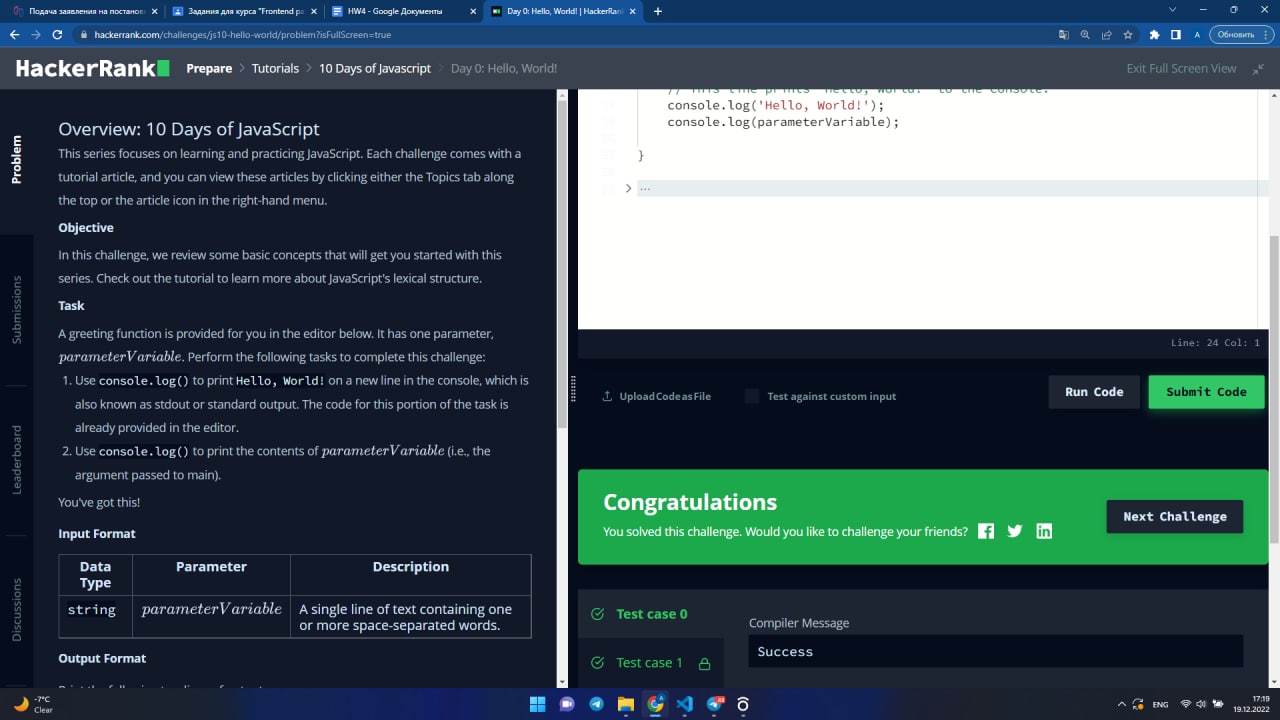 Подача заявления на постанов
Задания для курса "Frontend ра
HW4 - Google Документы
Day 0: Hello, World! | HackerRank
hackerrank.com/challenges/js10-hello-world/problem?isFullScreen=true
A
Обновить
HackerRank
Prepare > Tutorials > 10 Days of Javascript > Day 0: Hello, World!
Exit Full Screen View
Problem
Submissions
Leaderboard
Discussions
Overview: 10 Days of JavaScript
This series focuses on learning and practicing JavaScript. Each challenge comes with a
tutorial article, and you can view these articles by clicking either the Topics tab along
the top or the article icon in the right-hand menu.
Objective
In this challenge, we review some basic concepts that will get you started with this
series. Check out the tutorial to learn more about JavaScript's lexical structure.
Task
A greeting function is provided for you in the editor below. It has one parameter,
parameterVariable. Perform the following tasks to complete this challenge:
1. Use console.log() to print Hello, World! on a new line in the console, which is
also known as stdout or standard output. The code for this portion of the task is
already provided in the editor.
2. Use console.log() to print the contents of parameterVariable (i.e., the
argument passed to main).
You've got this!
Input Format
Data Type
Parameter
Description
string
parameterVariable
A single line of text containing one
or more space-separated words.
Output Format
// This line prints 'Hello, World!' to the console:
console.log('Hello, World!');
console.log(parameterVariable);
}
> ...
Line: 24 Col: 1
Upload Code as File
Test against custom input
Run Code
Submit Code
Congratulations
You solved this challenge. Would you like to challenge your friends?
Next Challenge
Test case 0
Test case 1
Compiler Message
Success
-7°C
Clear
ENG
17:19
19.12.2022